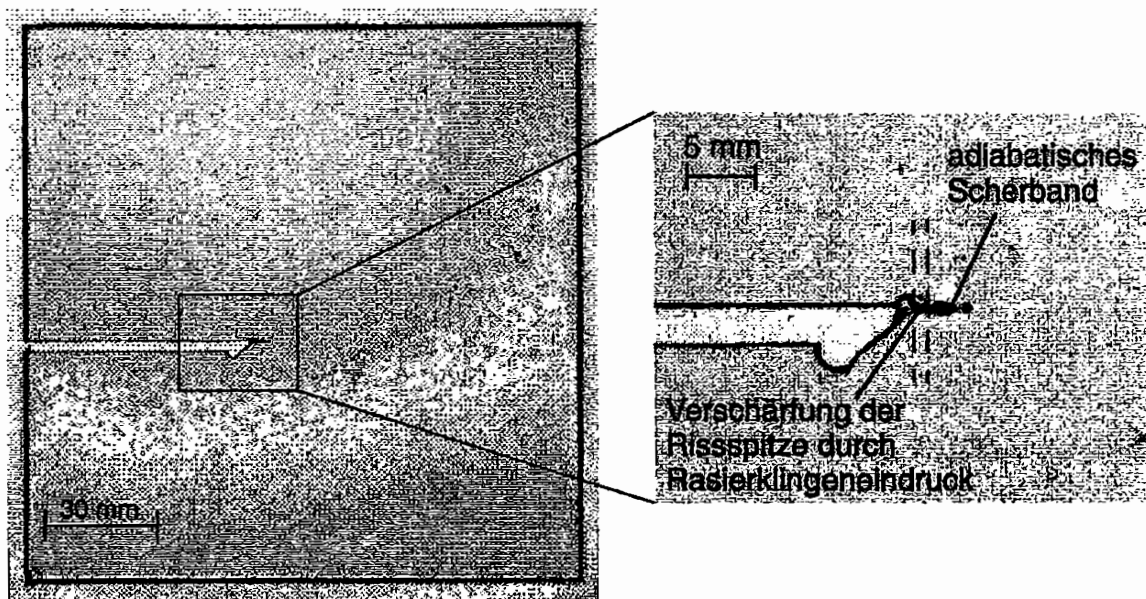 30 mm
5 mm
adiabatisches
Scherband
Verschärfung der
Rissspitze durch
Rasierklingeneindruck